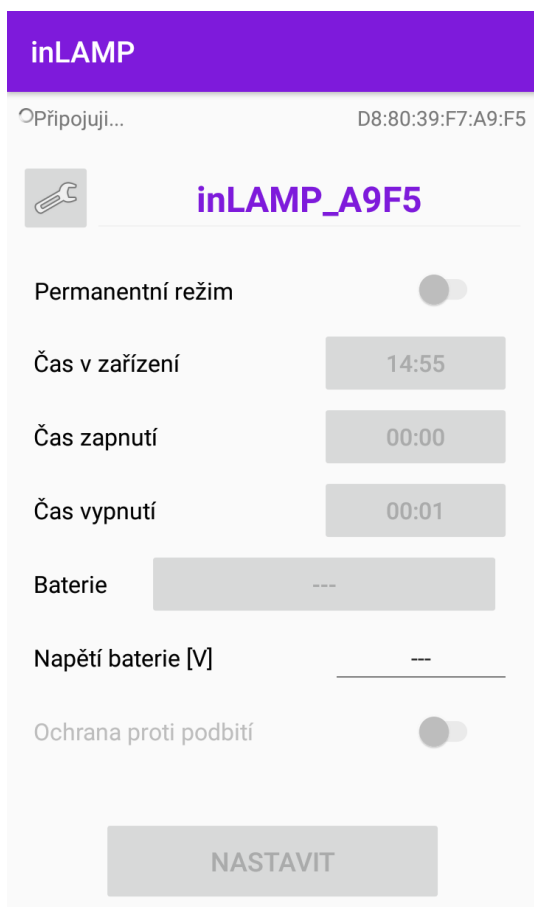 inLAMP
Připojuji... D8:80:39:F7:A9:F5
inLAMP_A9F5
Permanentní režim
Čas v zařízení 14:55
Čas zapnutí 00:00
Čas vypnutí 00:01
Baterie ---
Napětí baterie [V] ---
Ochrana proti podbití
NASTAVIT